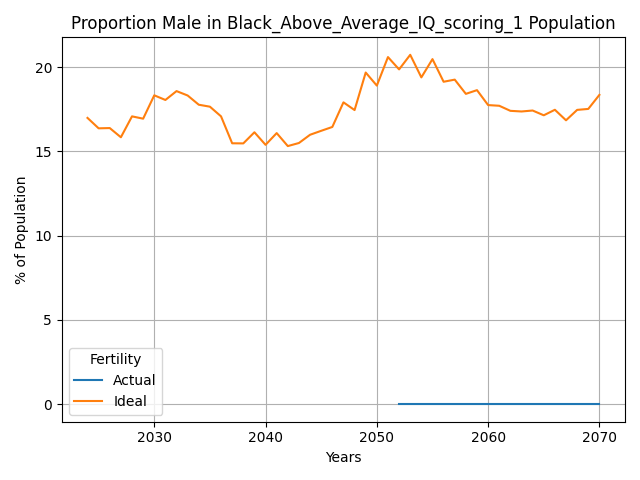 Proportion Male in Black_Above_Average_IQ_scoring_1 Population
% of Population
20
15
10
5
0
Fertility
Actual
Ideal
2030
2040
2050
2060
2070
Years